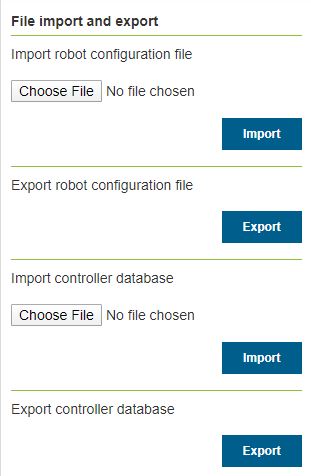 File import and export
Import robot configuration file
Choose File No file chosen
Import
Export robot configuration file
Export
Import controller database
Choose File No file chosen
Import
Export controller database
Export